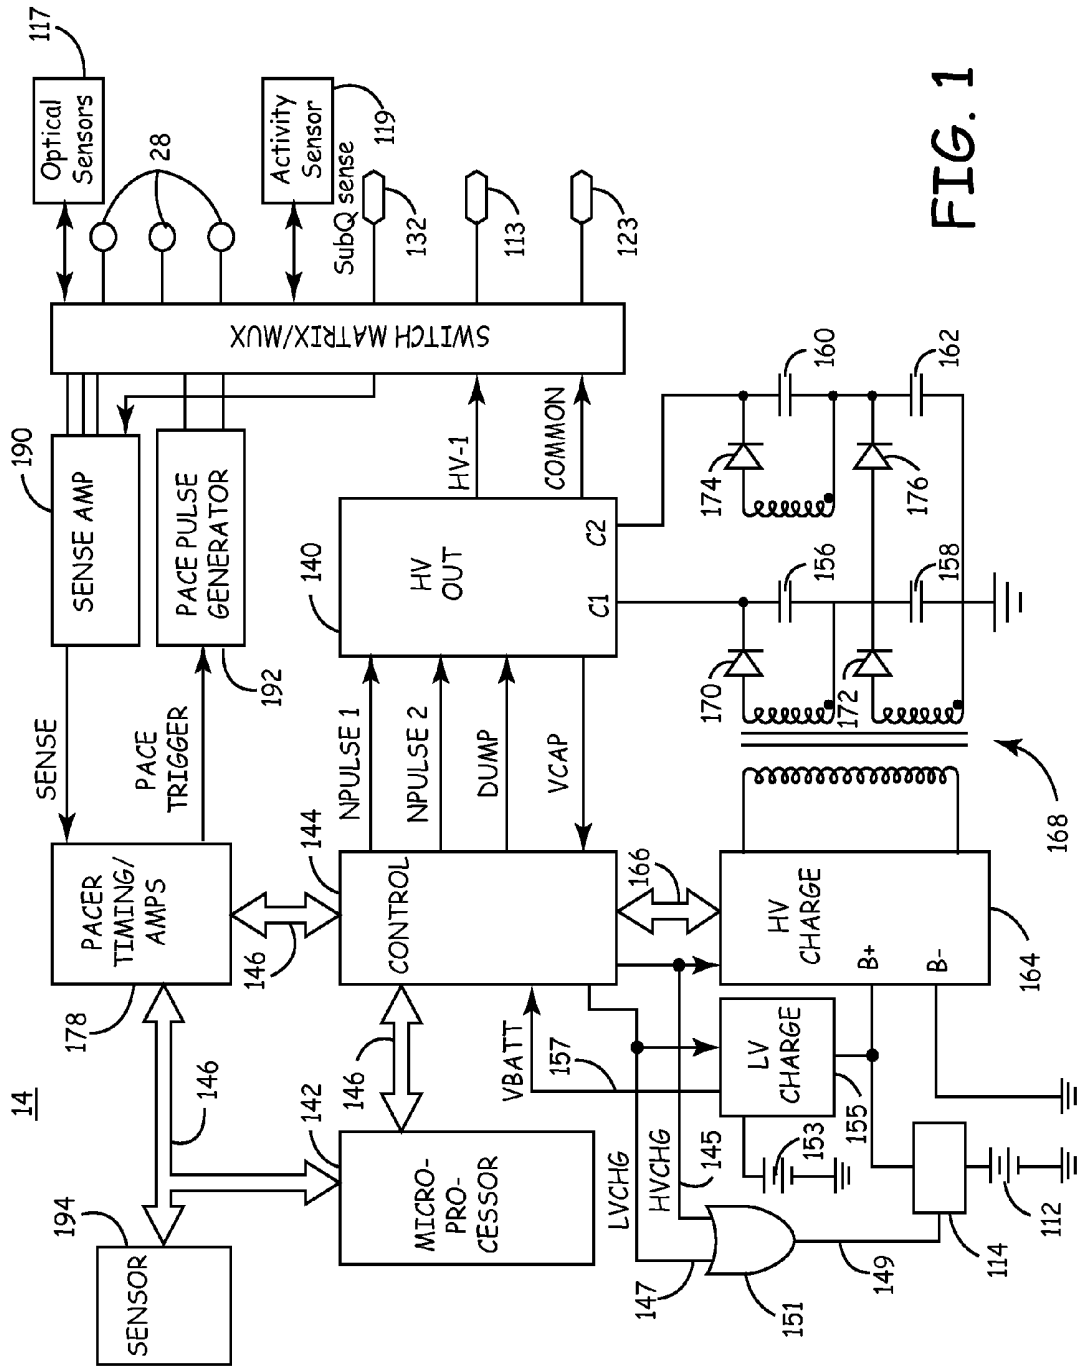 14
194
SENSOR
146
178
PACER
TIMING/
AMPS
SENSE
PACE
TRIGGER
190
SENSE AMP
PACE PULSE
GENERATOR
192
117
Optical
Sensors
28
Activity
Sensor
119
SubQ sense
132
113
123
SWITCH MATRIX/MUX
142
MICRO-
PRO-
CESSOR
146
146
144
CONTROL
NPULSE 1
NPULSE 2
DUMP
VCAP
140
HV
OUT
C1
C2
HV-1
COMMON
VBATT
157
166
LVCHG
HVCHG
145
147
151
149
153
155
LV
CHARGE
HV
CHARGE
B+
B-
164
114
112
168
170
172
156
158
174
176
160
162
FIG. 1